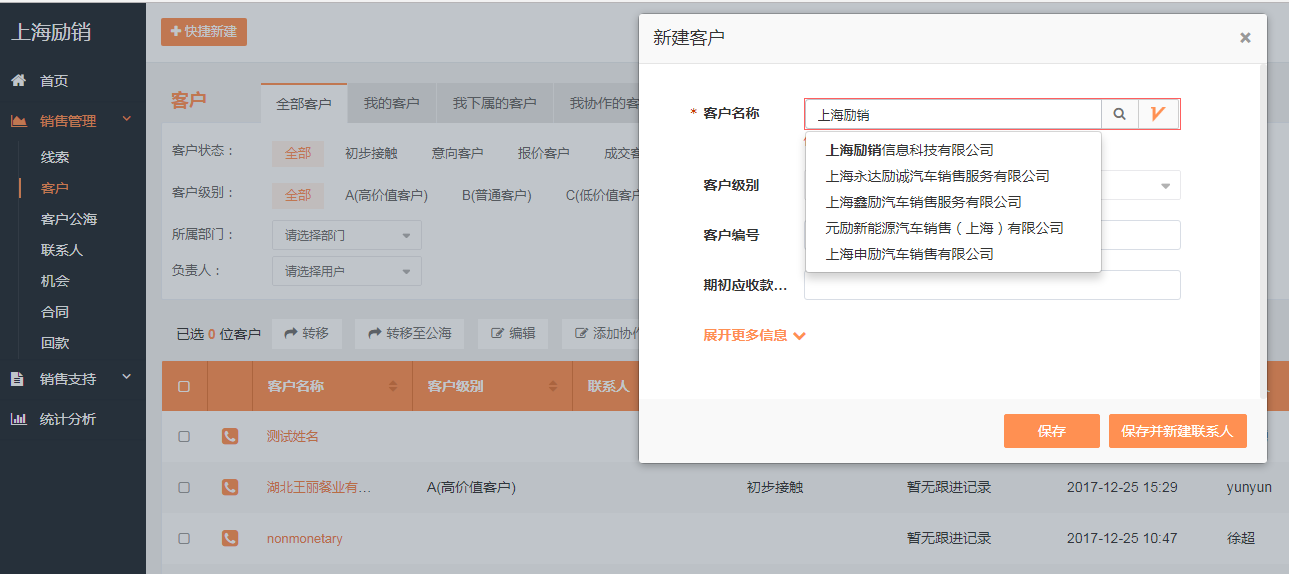 上海励销
首页
销售管理
线索
客户
客户公海
联系人
机会
合同
回款
销售支持
统计分析
快捷新建
客户
全部客户 我的客户 我下属的客户 我协作的客
客户状态： 全部 初步接触 意向客户 报价客户 成交客
客户级别： 全部 A(高价值客户) B(普通客户) C(低价值客户
所属部门： 请选择部门
负责人： 请选择用户
已选 0 位客户 转移 转移至公海 编辑 添加协作
客户名称 客户级别 联系人
测试姓名
湖北王丽餐业有... A(高价值客户) 初步接触 暂无跟进记录 2017-12-25 15:29 yunyun
nonmonetary 暂无跟进记录 2017-12-25 10:47 徐超
新建客户 ×
* 客户名称 上海励销
上海励销信息科技有限公司
上海永达励诚汽车销售服务有限公司
上海鑫励汽车销售服务有限公司
元励新能源汽车销售（上海）有限公司
上海申励汽车销售有限公司
客户级别
客户编号
期初应收款...
展开更多信息
保存 保存并新建联系人